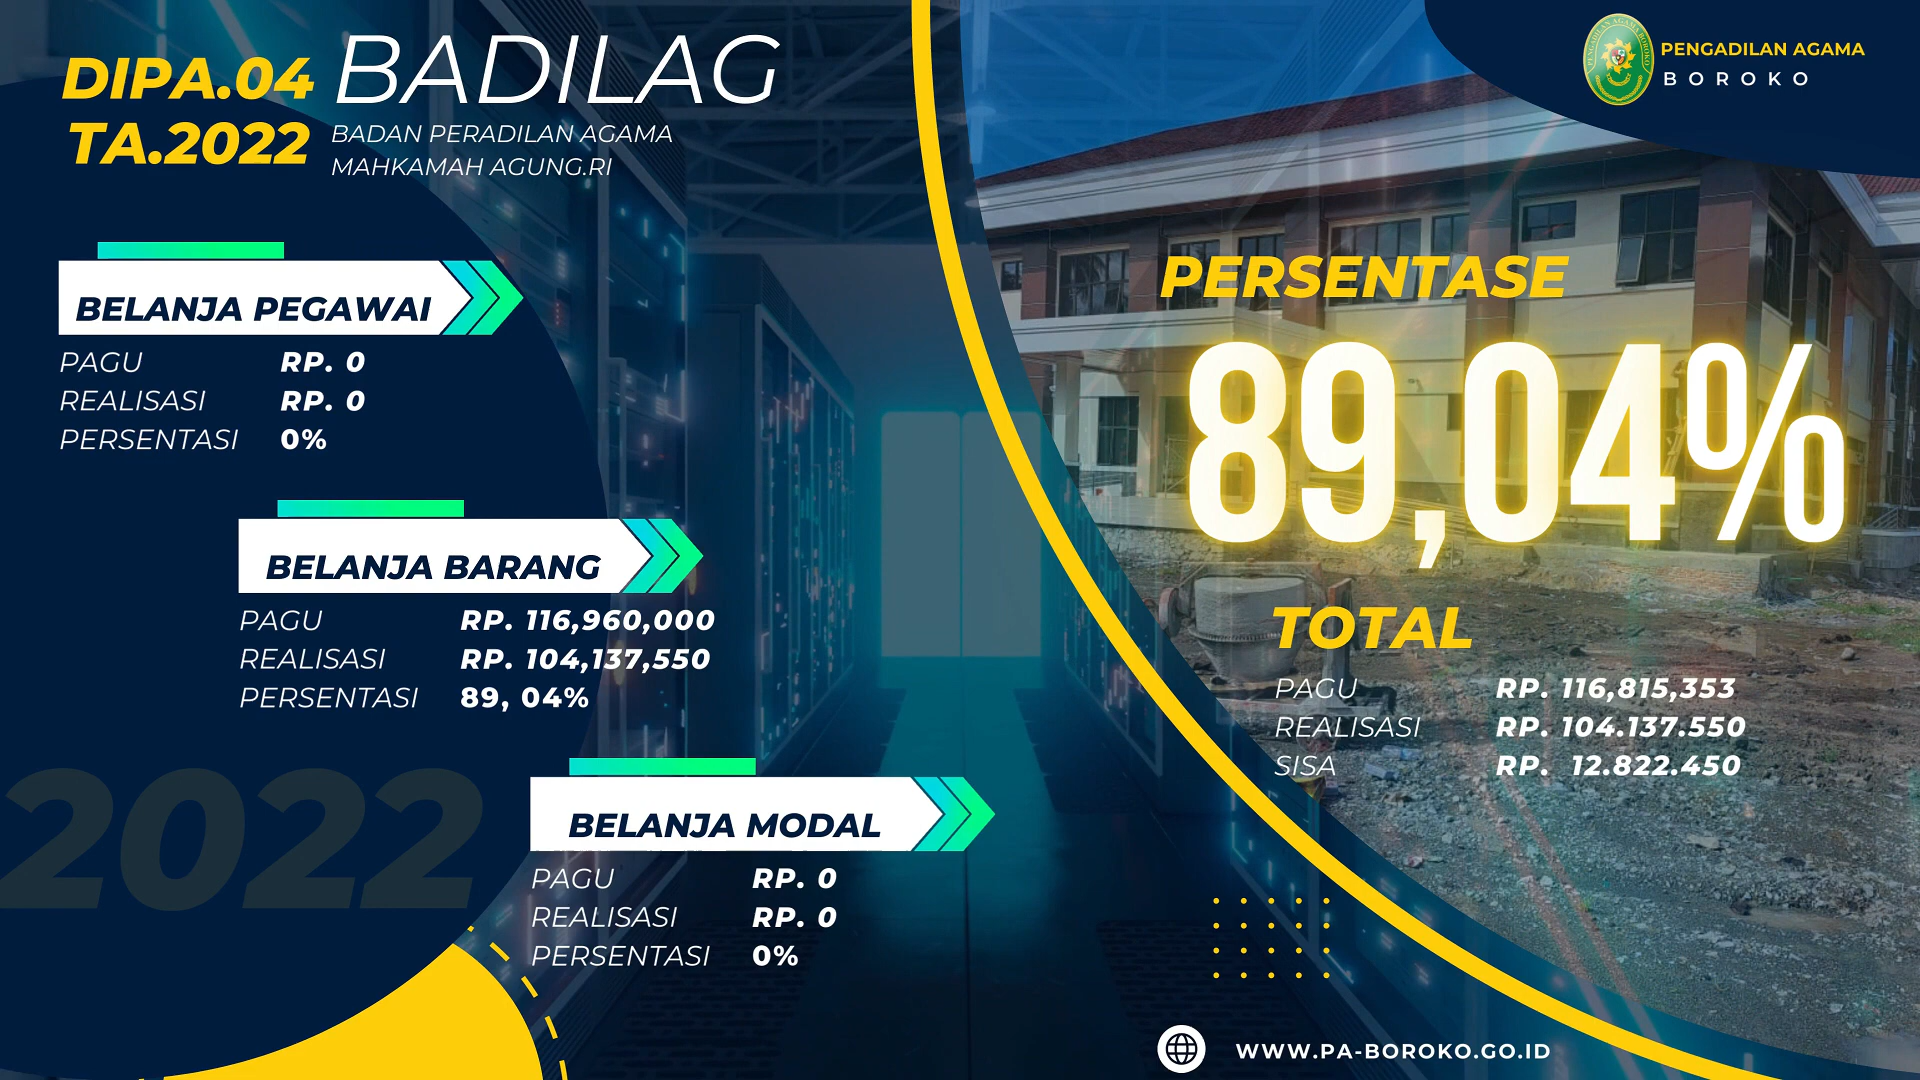 DIPA.04
TA.2022
BADILAG
BADAN PERADILAN AGAMA
MAHKAMAH AGUNG.RI
PENGADILAN AGAMA
BOROKO
BELANJA PEGAWAI
PAGU RP. 0
REALISASI RP. 0
PERSENTASI 0%
BELANJA BARANG
PAGU RP. 116,960,000
REALISASI RP. 104,137,550
PERSENTASI 89, 04%
BELANJA MODAL
PAGU RP. 0
REALISASI RP. 0
PERSENTASI 0%
2022
PERSENTASE
89,04%
TOTAL
PAGU RP. 116,815,353
REALISASI RP. 104.137.550
SISA RP. 12.822.450
WWW.PA-BOROKO.GO.ID